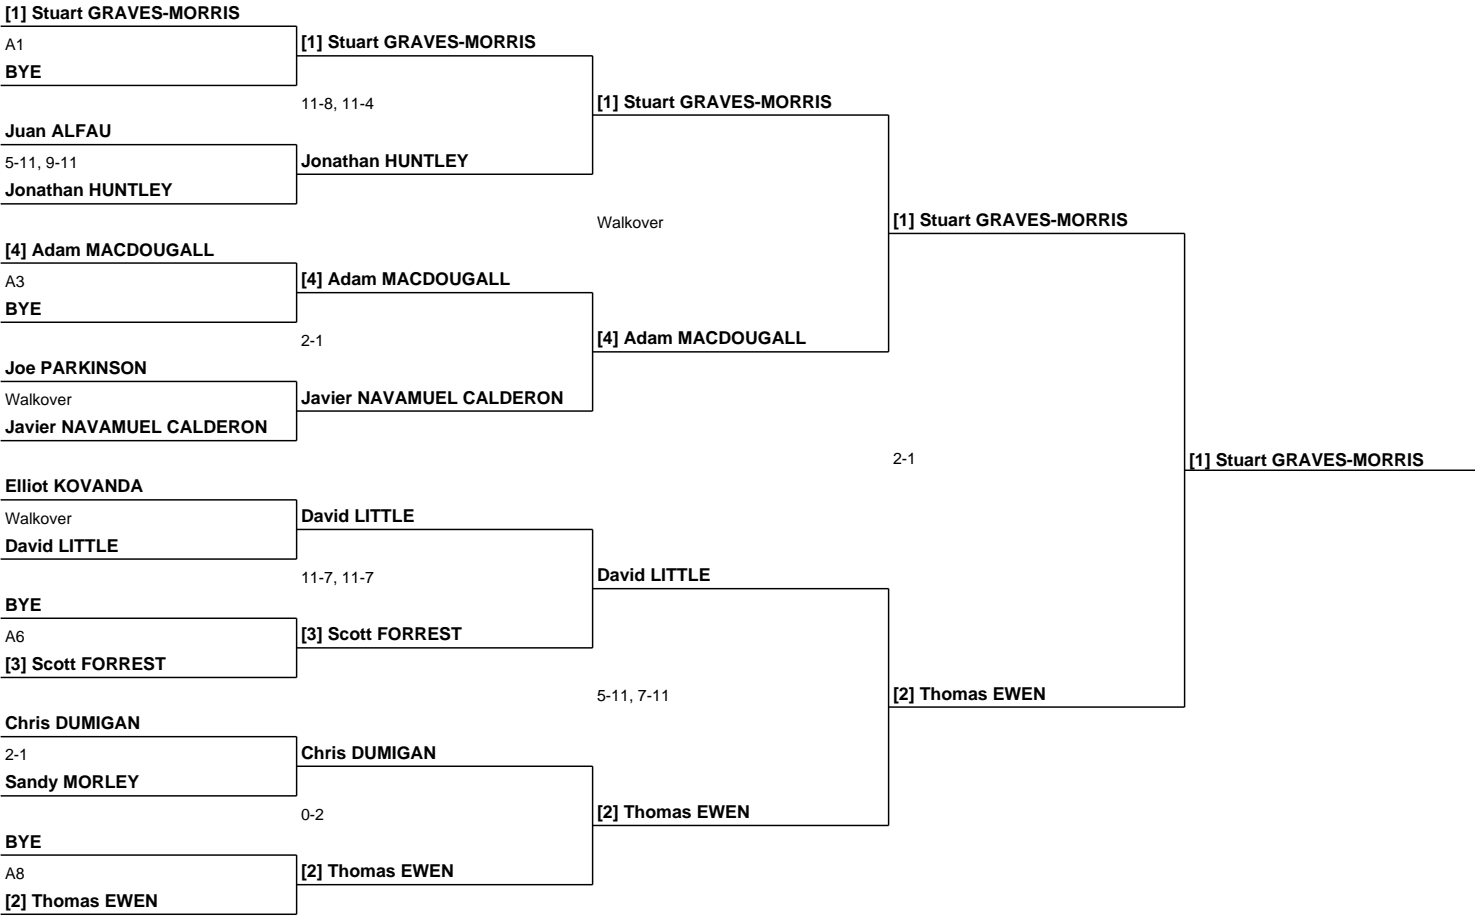 [1] Stuart GRAVES-MORRIS
A1
BYE
Juan ALFAU
5-11, 9-11
Jonathan HUNTLEY
[4] Adam MACDOUGALL
A3
BYE
Joe PARKINSON
Walkover
Javier NAVAMUEL CALDERON
Elliot KOVANDA
Walkover
David LITTLE
BYE
A6
[3] Scott FORREST
Chris DUMIGAN
2-1
Sandy MORLEY
BYE
A8
[2] Thomas EWEN
[1] Stuart GRAVES-MORRIS
11-8, 11-4
Jonathan HUNTLEY
[4] Adam MACDOUGALL
2-1
Javier NAVAMUEL CALDERON
David LITTLE
11-7, 11-7
[3] Scott FORREST
Chris DUMIGAN
0-2
[2] Thomas EWEN
[1] Stuart GRAVES-MORRIS
Walkover
[4] Adam MACDOUGALL
David LITTLE
5-11, 7-11
[2] Thomas EWEN
[1] Stuart GRAVES-MORRIS
2-1
[2] Thomas EWEN
[1] Stuart GRAVES-MORRIS